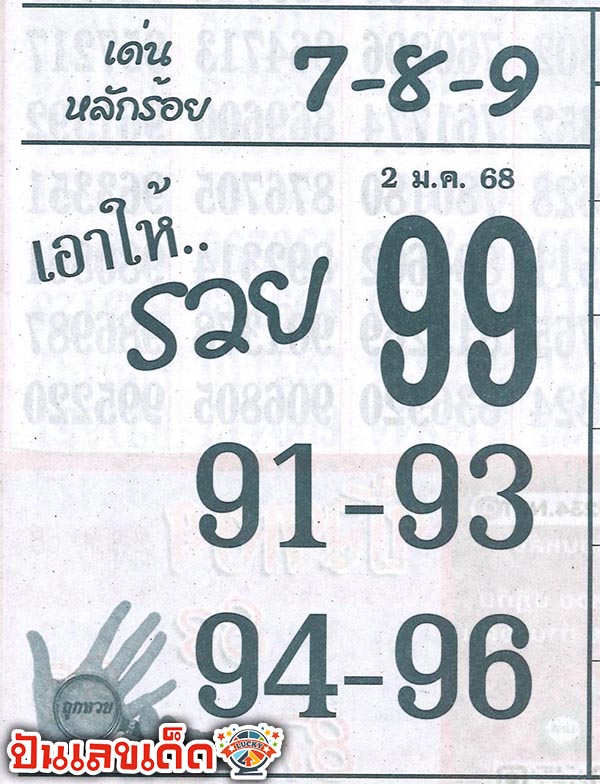 เด่น
หลักร้อย
7-8-9
2 ม.ค. 68
เอาให้..
รวย
99
91-93
94-96
ถูกหวย
ปันเลขเด็ด
LUCKY